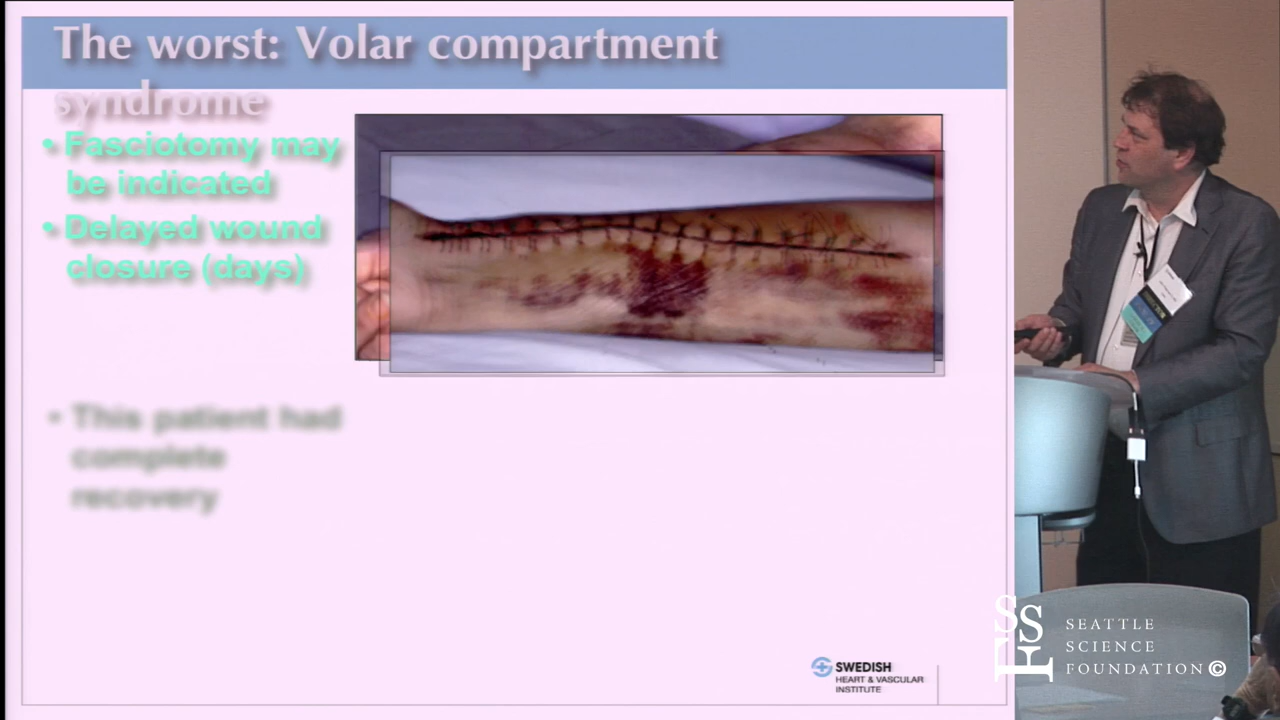 The worst: Volar compartment
syndrome
• Fasciotomy may
be indicated
• Delayed wound
closure (days)
• This patient had
complete
recovery
SWEDISH
HEART & VASCULAR
INSTITUTE
SSF
SEATTLE
SCIENCE
FOUNDATION©